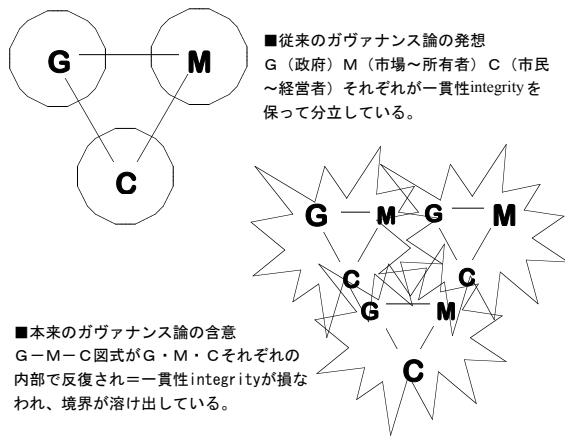 G
M
C
■従来のガヴァナンス論の発想
G（政府）M（市場～所有者）C（市民
～経営者）それぞれが一貫性integrityを
保って分立している。
G
M
C
G
M
C
G
M
C
■本来のガヴァナンス論の含意
G－M－C図式がG・M・Cそれぞれの
内部で反復され＝一貫性integrityが損な
われ、境界が溶け出している。